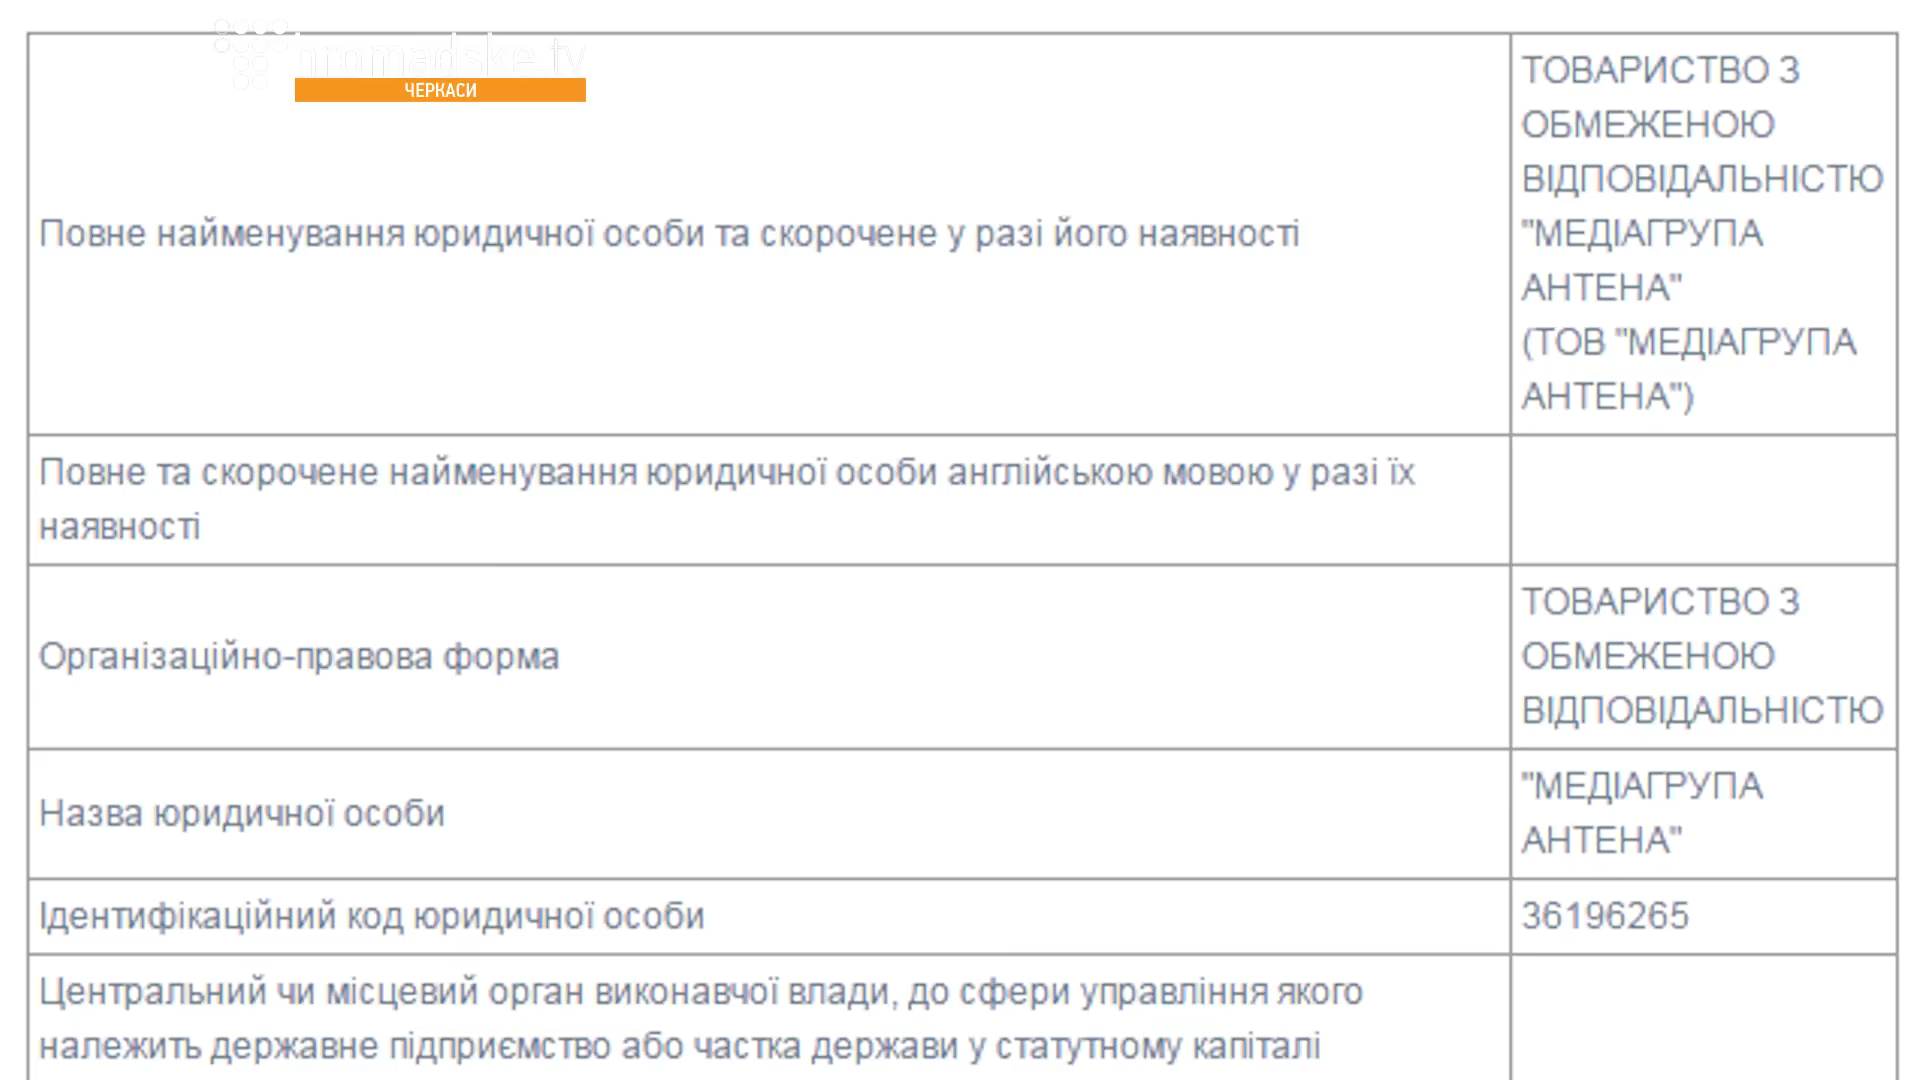 hromadske.tv
ЧЕРКАСИ
Повне найменування юридичної особи та скорочене у разі його наявності
ТОВАРИСТВО З
ОБМЕЖЕНОЮ
ВІДПОВІДАЛЬНІСТЮ
"МЕДІАГРУПА
АНТЕНА"
(ТОВ "МЕДІАГРУПА
АНТЕНА")
Повне та скорочене найменування юридичної особи англійською мовою у разі їх
наявності
Організаційно-правова форма
ТОВАРИСТВО З
ОБМЕЖЕНОЮ
ВІДПОВІДАЛЬНІСТЮ
Назва юридичної особи
"МЕДІАГРУПА
АНТЕНА"
Ідентифікаційний код юридичної особи
36196265
Центральний чи місцевий орган виконавчої влади, до сфери управління якого
належить державне підприємство або частка держави у статутному капіталі